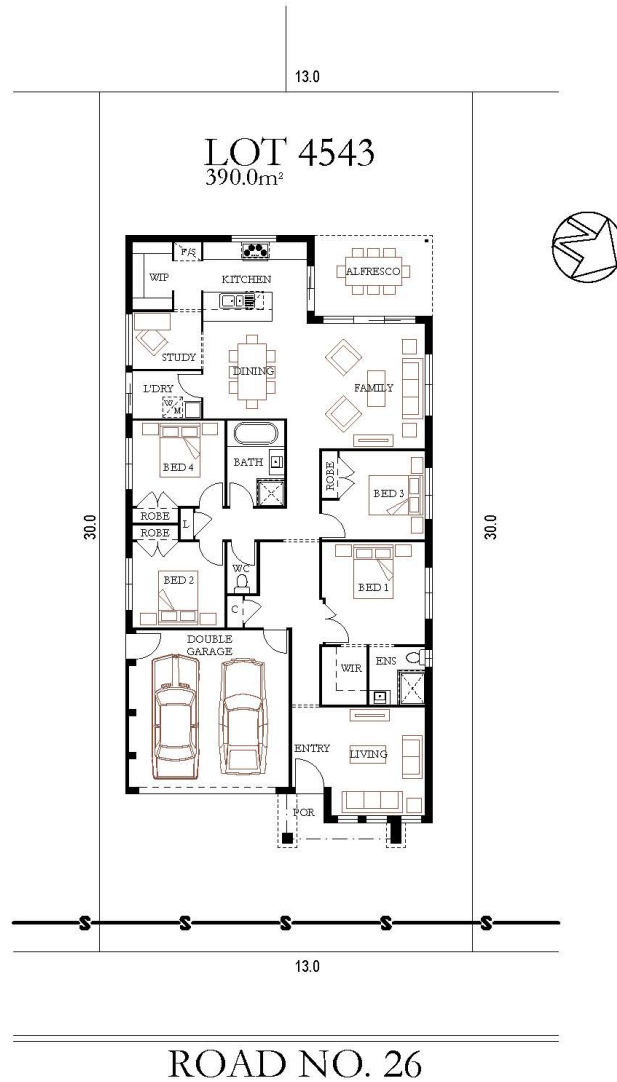 13.0
LOT 4543
390.0m²
F/S
WIP
KITCHEN
ALFRESCO
STUDY
DINING
FAMILY
L'DRY
W
M
BED 4
BATH
ROBE
BED 3
ROBE
L
ROBE
30.0
30.0
WC
BED 1
BED 2
C
DOUBLE
GARAGE
WIR
ENS
ENTRY
LIVING
POR
S S S S S
13.0
ROAD NO. 26